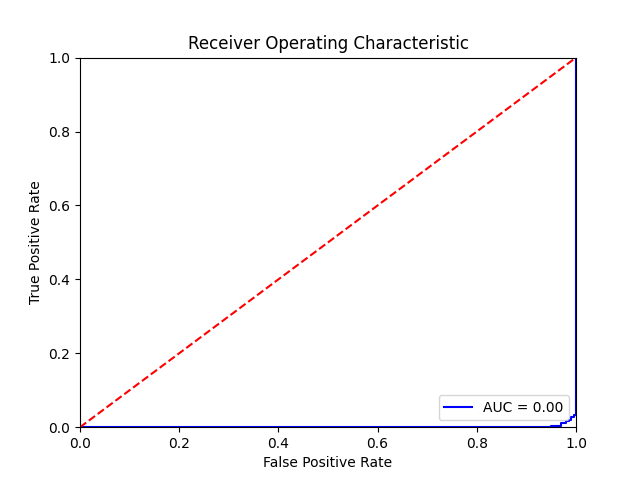 Receiver Operating Characteristic
1.0
0.8
0.6
0.4
0.2
0.0
True Positive Rate
AUC = 0.00
0.0 0.2 0.4 0.6 0.8 1.0
False Positive Rate